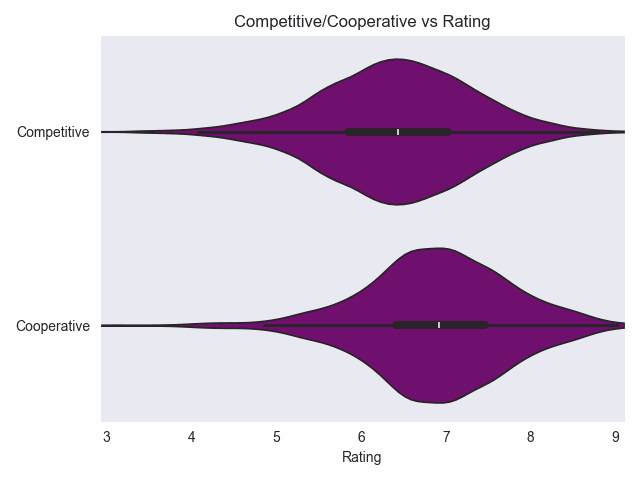 Competitive/Cooperative vs Rating
Competitive
Cooperative
3 4 5 6 7 8 9
Rating